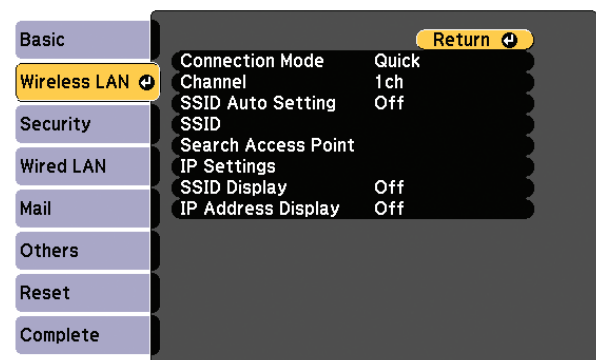 Basic
Wireless LAN
Security
Wired LAN
Mail
Others
Reset
Complete
Return
Connection Mode Quick
Channel 1ch
SSID Auto Setting Off
SSID
Search Access Point
IP Settings
SSID Display Off
IP Address Display Off